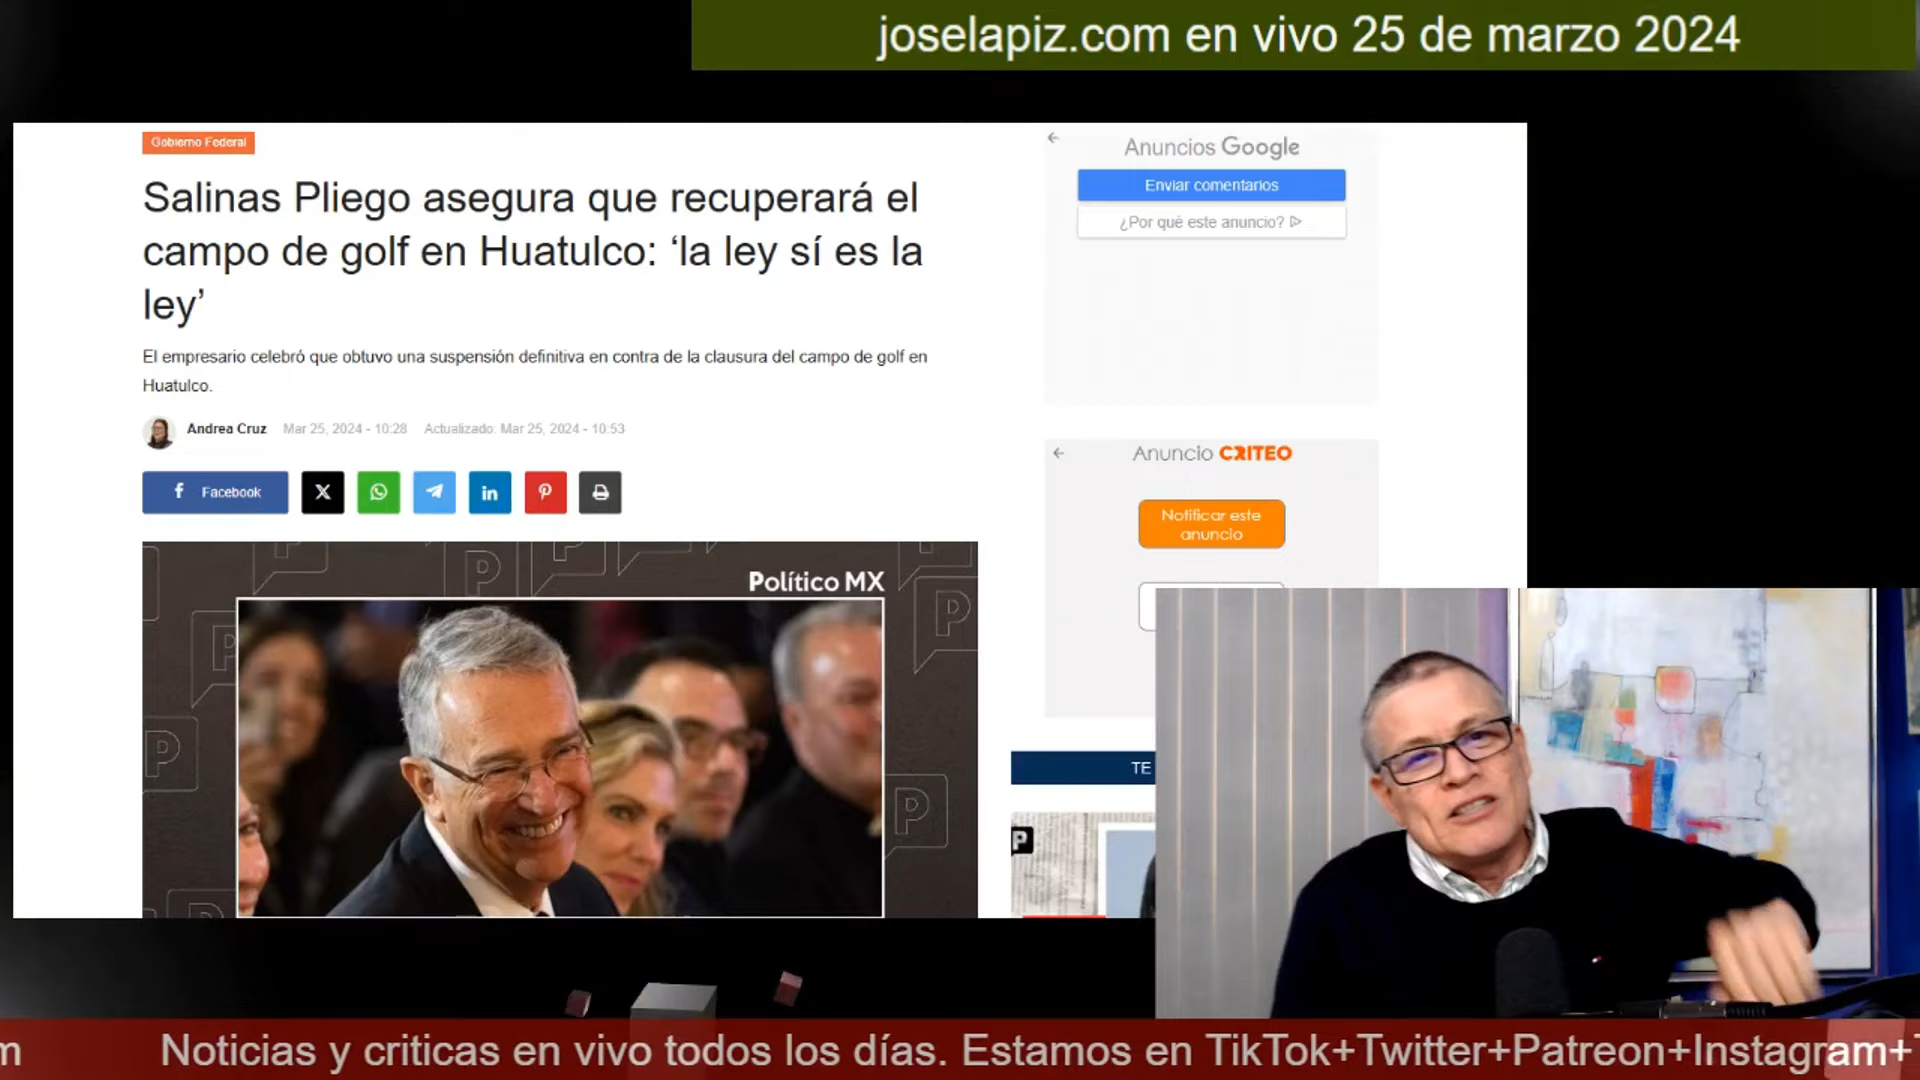 joselapiz.com en vivo 25 de marzo 2024
Gobierno Federal
Salinas Pliego asegura que recuperará el
campo de golf en Huatulco: ‘la ley sí es la
ley’
El empresario celebró que obtuvo una suspensión definitiva en contra de la clausura del campo de golf en
Huatulco.
Andrea Cruz Mar 25, 2024 - 10:28 Actualizado: Mar 25, 2024 - 10:53
Facebook
Político MX
Anuncios Google
Enviar comentarios
¿Por qué este anuncio?
Anuncio CRITEO
Notificar este
anuncio
TE
m Noticias y criticas en vivo todos los días. Estamos en TikTok+Twitter+Patreon+Instagram+